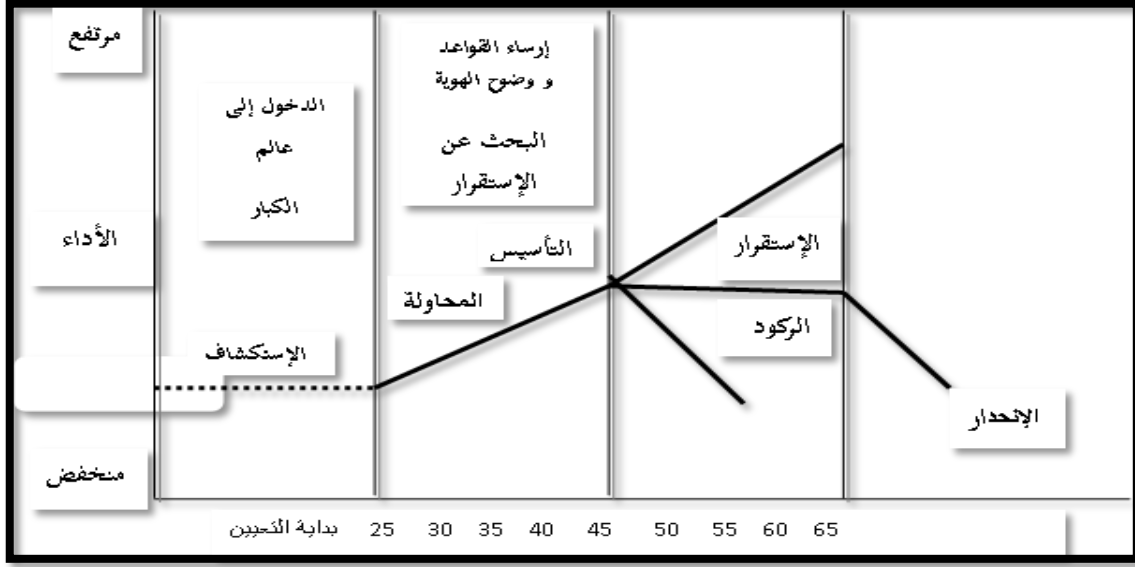 مرتفع
الأداء
منخفض
الدخول إلى
عالم
الكبار
الإستكشاف
إرساء القواعد
و وضوح الهوية
البحث عن
الإستقرار
التأسيس
المحاولة
الإستقرار
الركود
الإنحدار
بداية التعيين 25 30 35 40 45 50 55 60 65